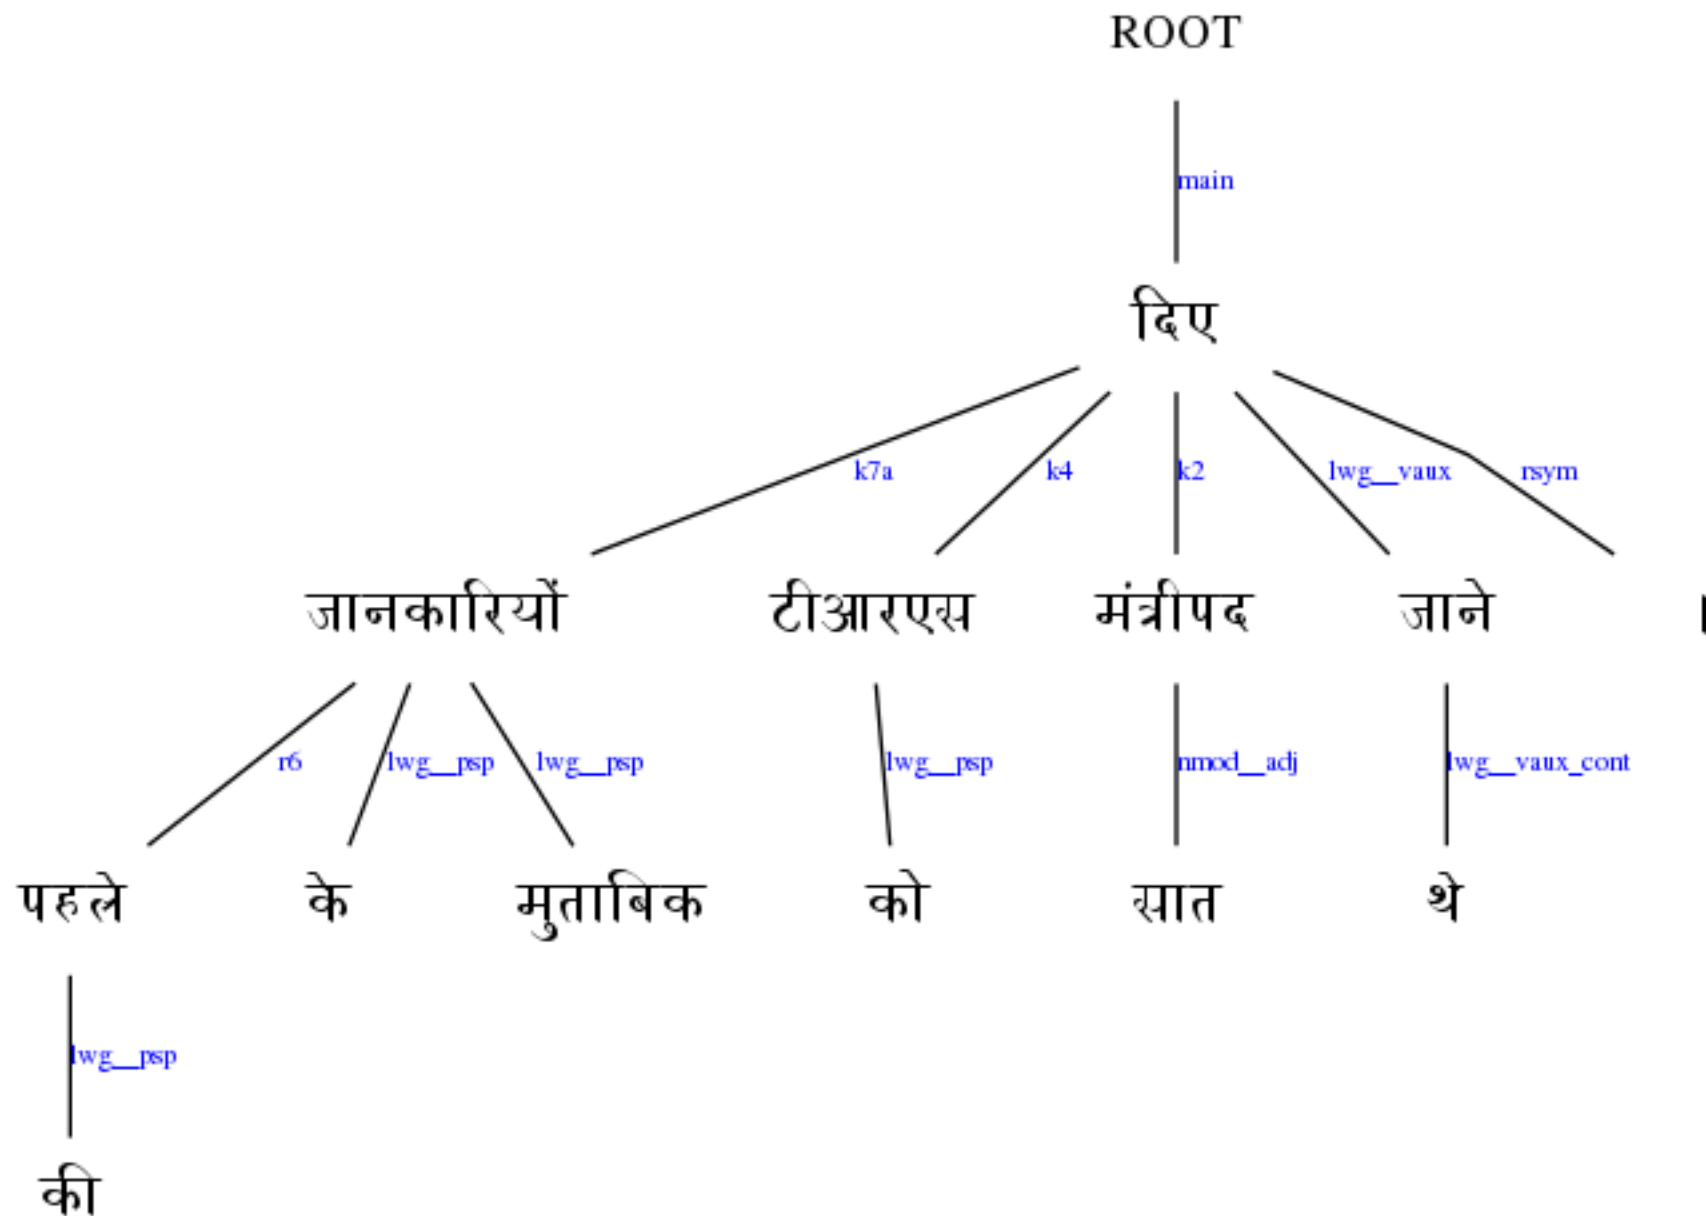 ROOT
main
दिए
k7a k4 k2 lwg__vaux rsym
जानकारियों टीआरएस मंत्रीपद जाने ।
r6 lwg__psp lwg__psp lwg__psp nmod__adj lwg__vaux_cont
पहले के मुताबिक को सात थे
lwg__psp
की